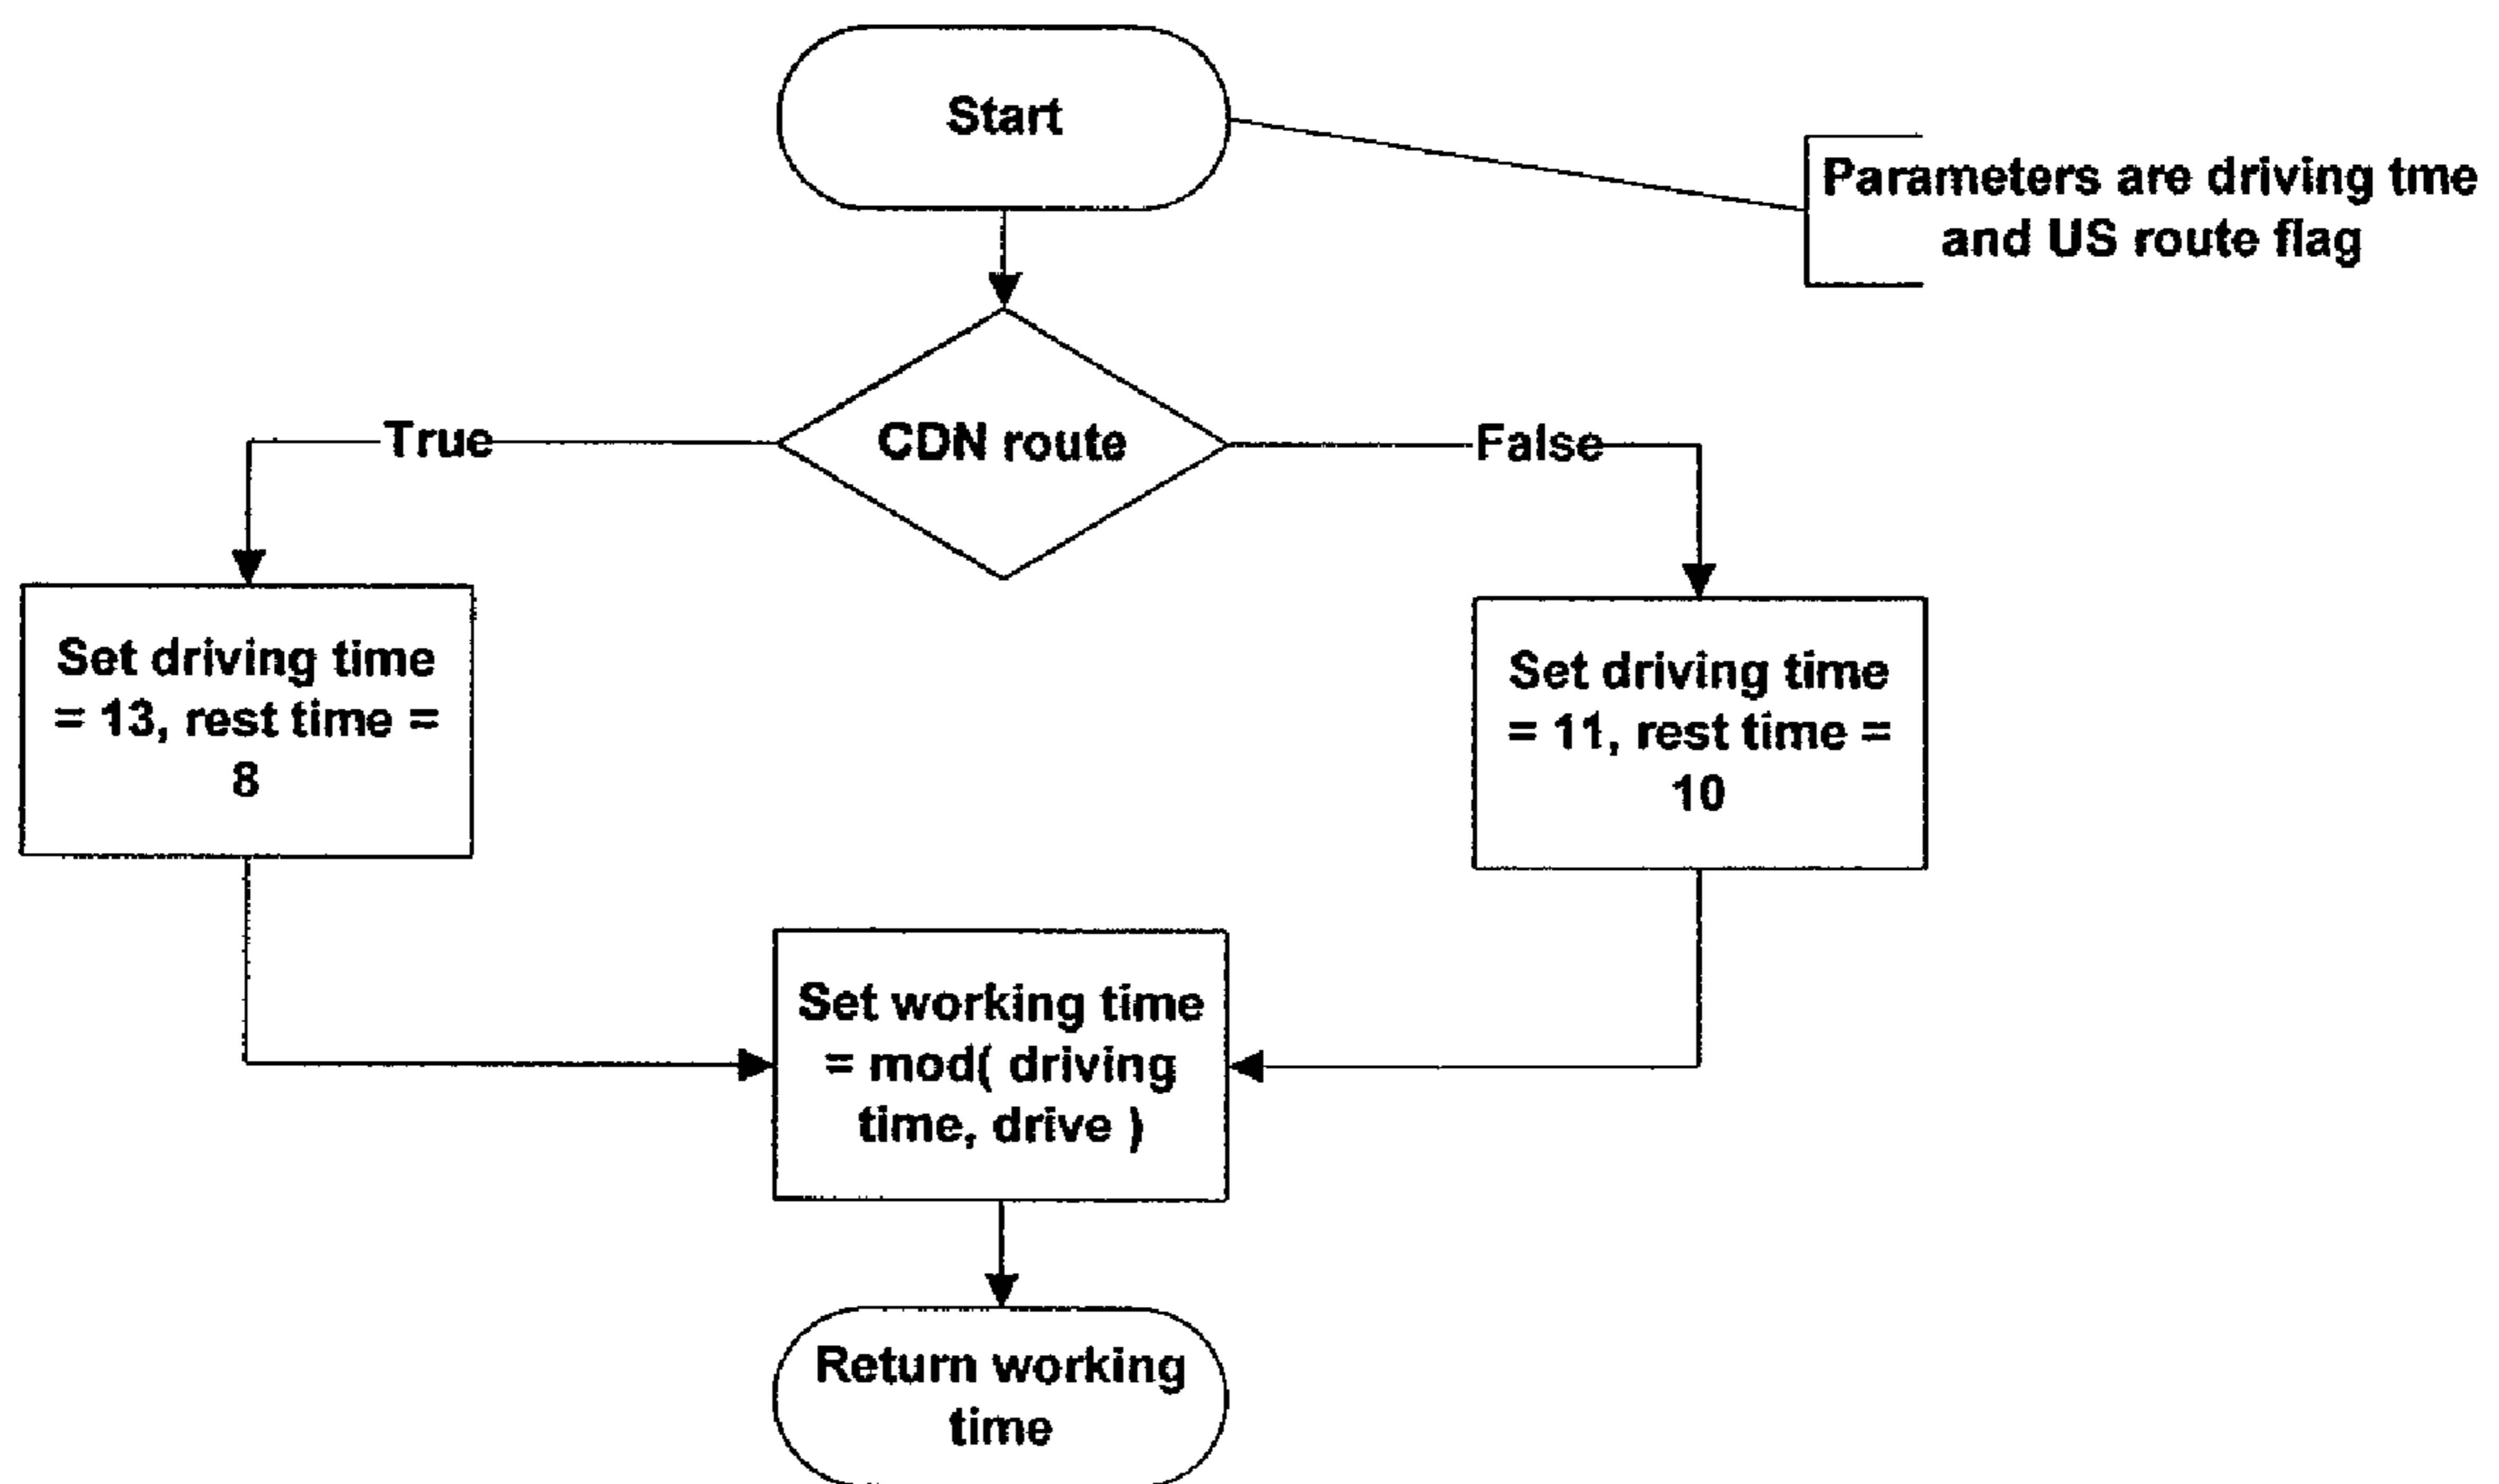 Start
Parameters are driving tme
and US route flag
CDN route
True
False
Set driving time
= 13, rest time =
8
Set driving time
= 11, rest time =
10
Set working time
= mod( driving
time, drive )
Return working
time